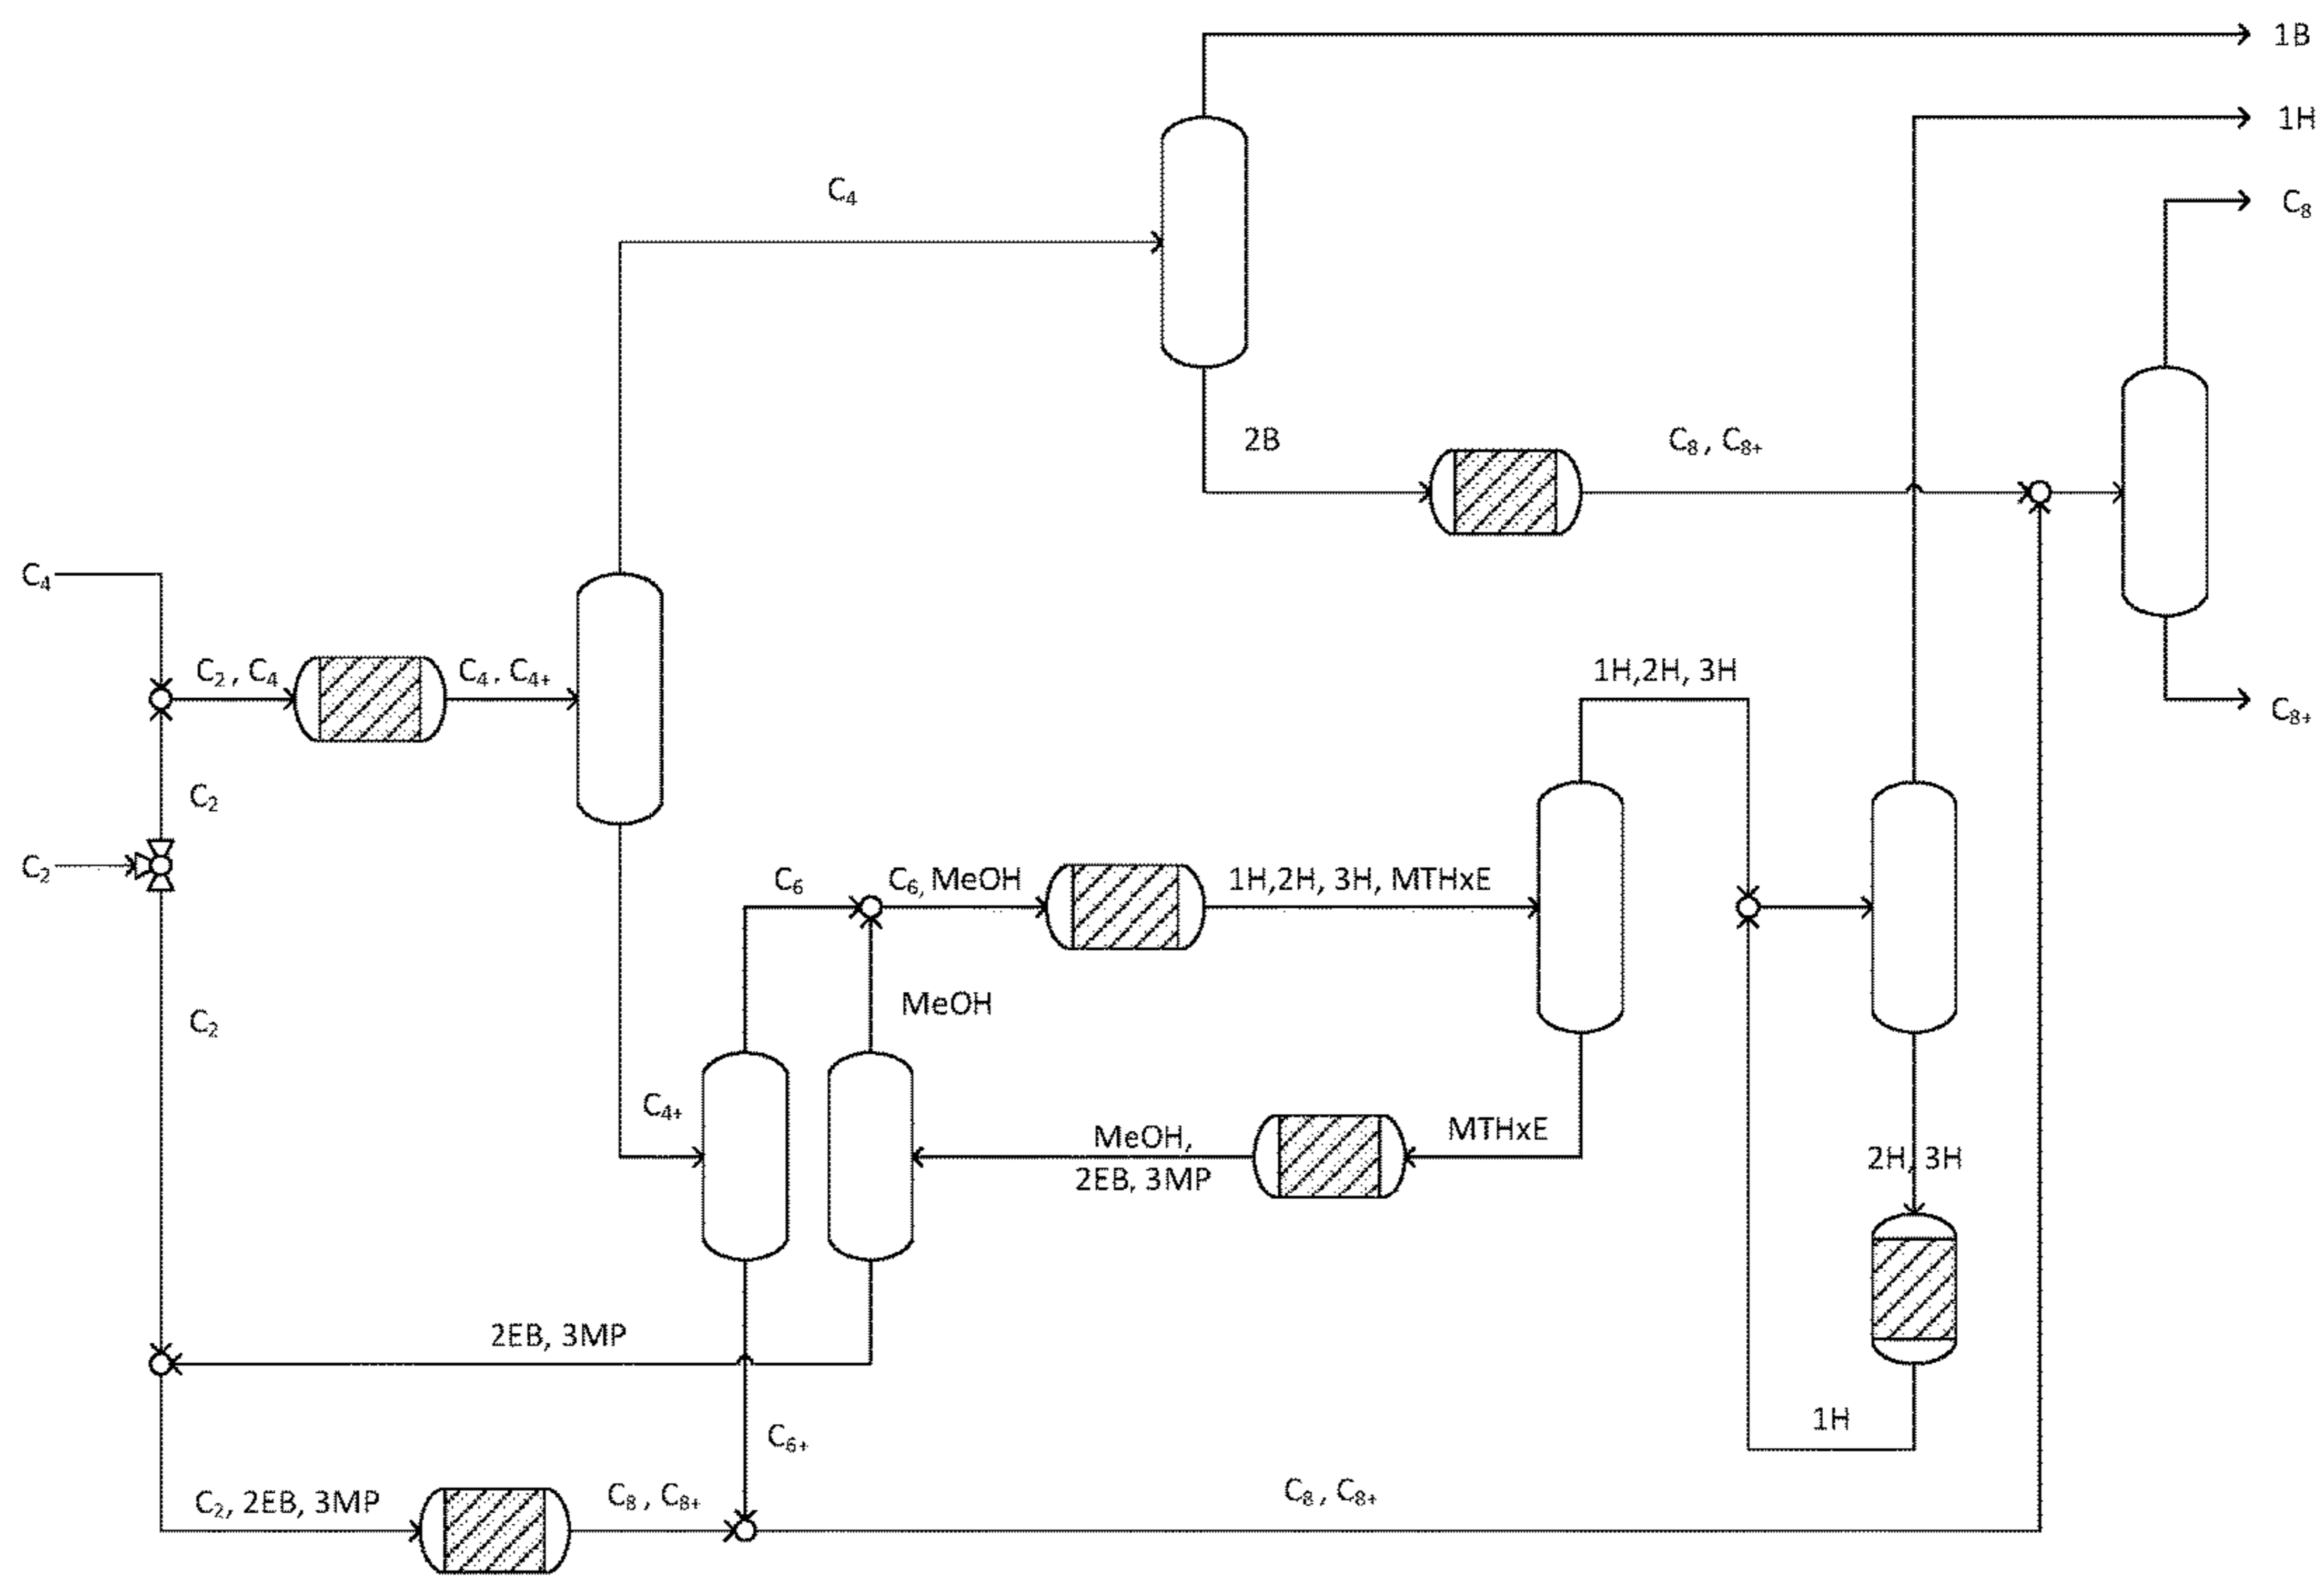 1B
1H
C₄
C₈
2B
C₈, C₈₊
C₄
C₂, C₄
C₄, C₄₊
1H,2H, 3H
C₈₊
C₂
C₂
C₆
C₆, MeOH
1H,2H, 3H, MTHxE
MeOH
C₂
C₄₊
MeOH,
2EB, 3MP
MTHxE
2H, 3H
2EB, 3MP
C₆₊
1H
C₂, 2EB, 3MP
C₈, C₈₊
C₈, C₈₊